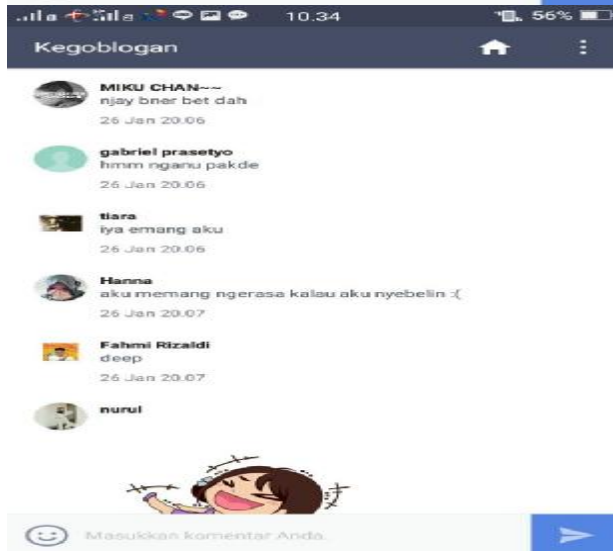 10.34
56%
Kegoblogan
MIKU CHAN~~
njay bner bet dah
26 Jan 20.06
gabriel prasetyo
hmm nganu pakde
26 Jan 20.06
tiara
iya emang aku
26 Jan 20.06
Hanna
aku memang ngerasa kalau aku nyebelin :(
26 Jan 20.07
Fahmi Rizaldi
deep
26 Jan 20.07
nurul
Masukkan komentar Anda.